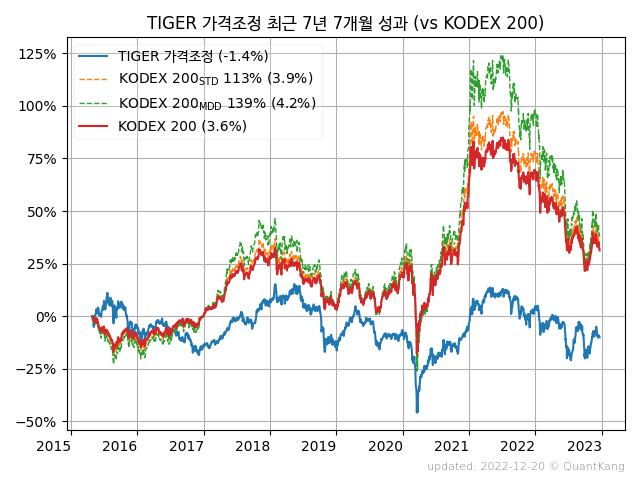 TIGER 가격조정 최근 7년 7개월 성과 (vs KODEX 200)
125%
100%
75%
50%
25%
0%
−25%
−50%
TIGER 가격조정 (-1.4%)
KODEX 200STD 113% (3.9%)
KODEX 200MDD 139% (4.2%)
KODEX 200 (3.6%)
2015 2016 2017 2018 2019 2020 2021 2022 2023
updated: 2022-12-20 © QuantKang